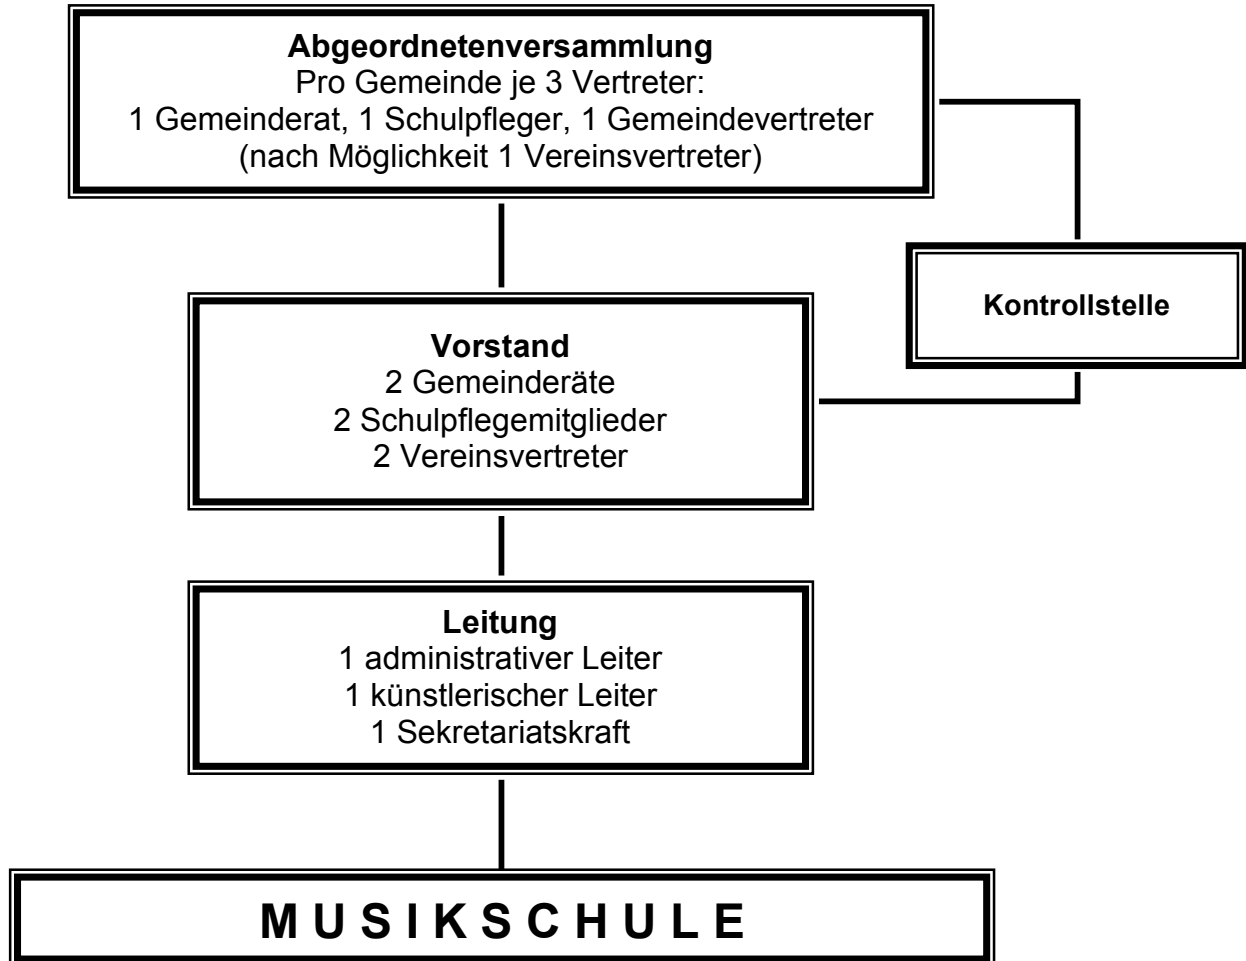 Abgeordnetenversammlung
Pro Gemeinde je 3 Vertreter:
1 Gemeinderat, 1 Schulpfleger, 1 Gemeindevertreter
(nach Möglichkeit 1 Vereinsvertreter)
Kontrollstelle
Vorstand
2 Gemeinderäte
2 Schulpflegemitglieder
2 Vereinsvertreter
Leitung
1 administrativer Leiter
1 künstlerischer Leiter
1 Sekretariatskraft
M U S I K S C H U L E